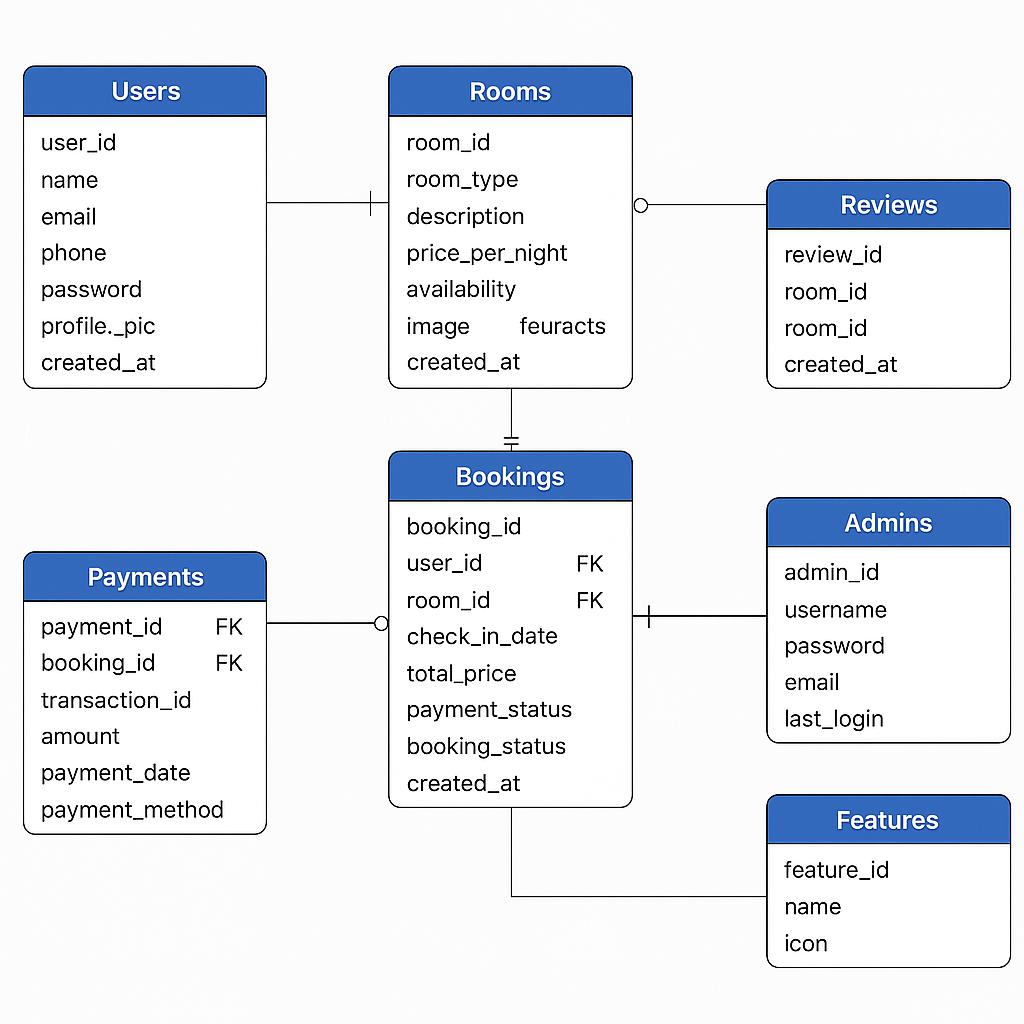 Users
user_id
name
email
phone
password
profile._pic
created_at
Rooms
room_id
room_type
description
price_per_night
availability
image feuracts
created_at
Reviews
review_id
room_id
room_id
created_at
Bookings
booking_id
user_id FK
room_id FK
check_in_date
total_price
payment_status
booking_status
created_at
Payments
payment_id FK
booking_id FK
transaction_id
amount
payment_date
payment_method
Admins
admin_id
username
password
email
last_login
Features
feature_id
name
icon